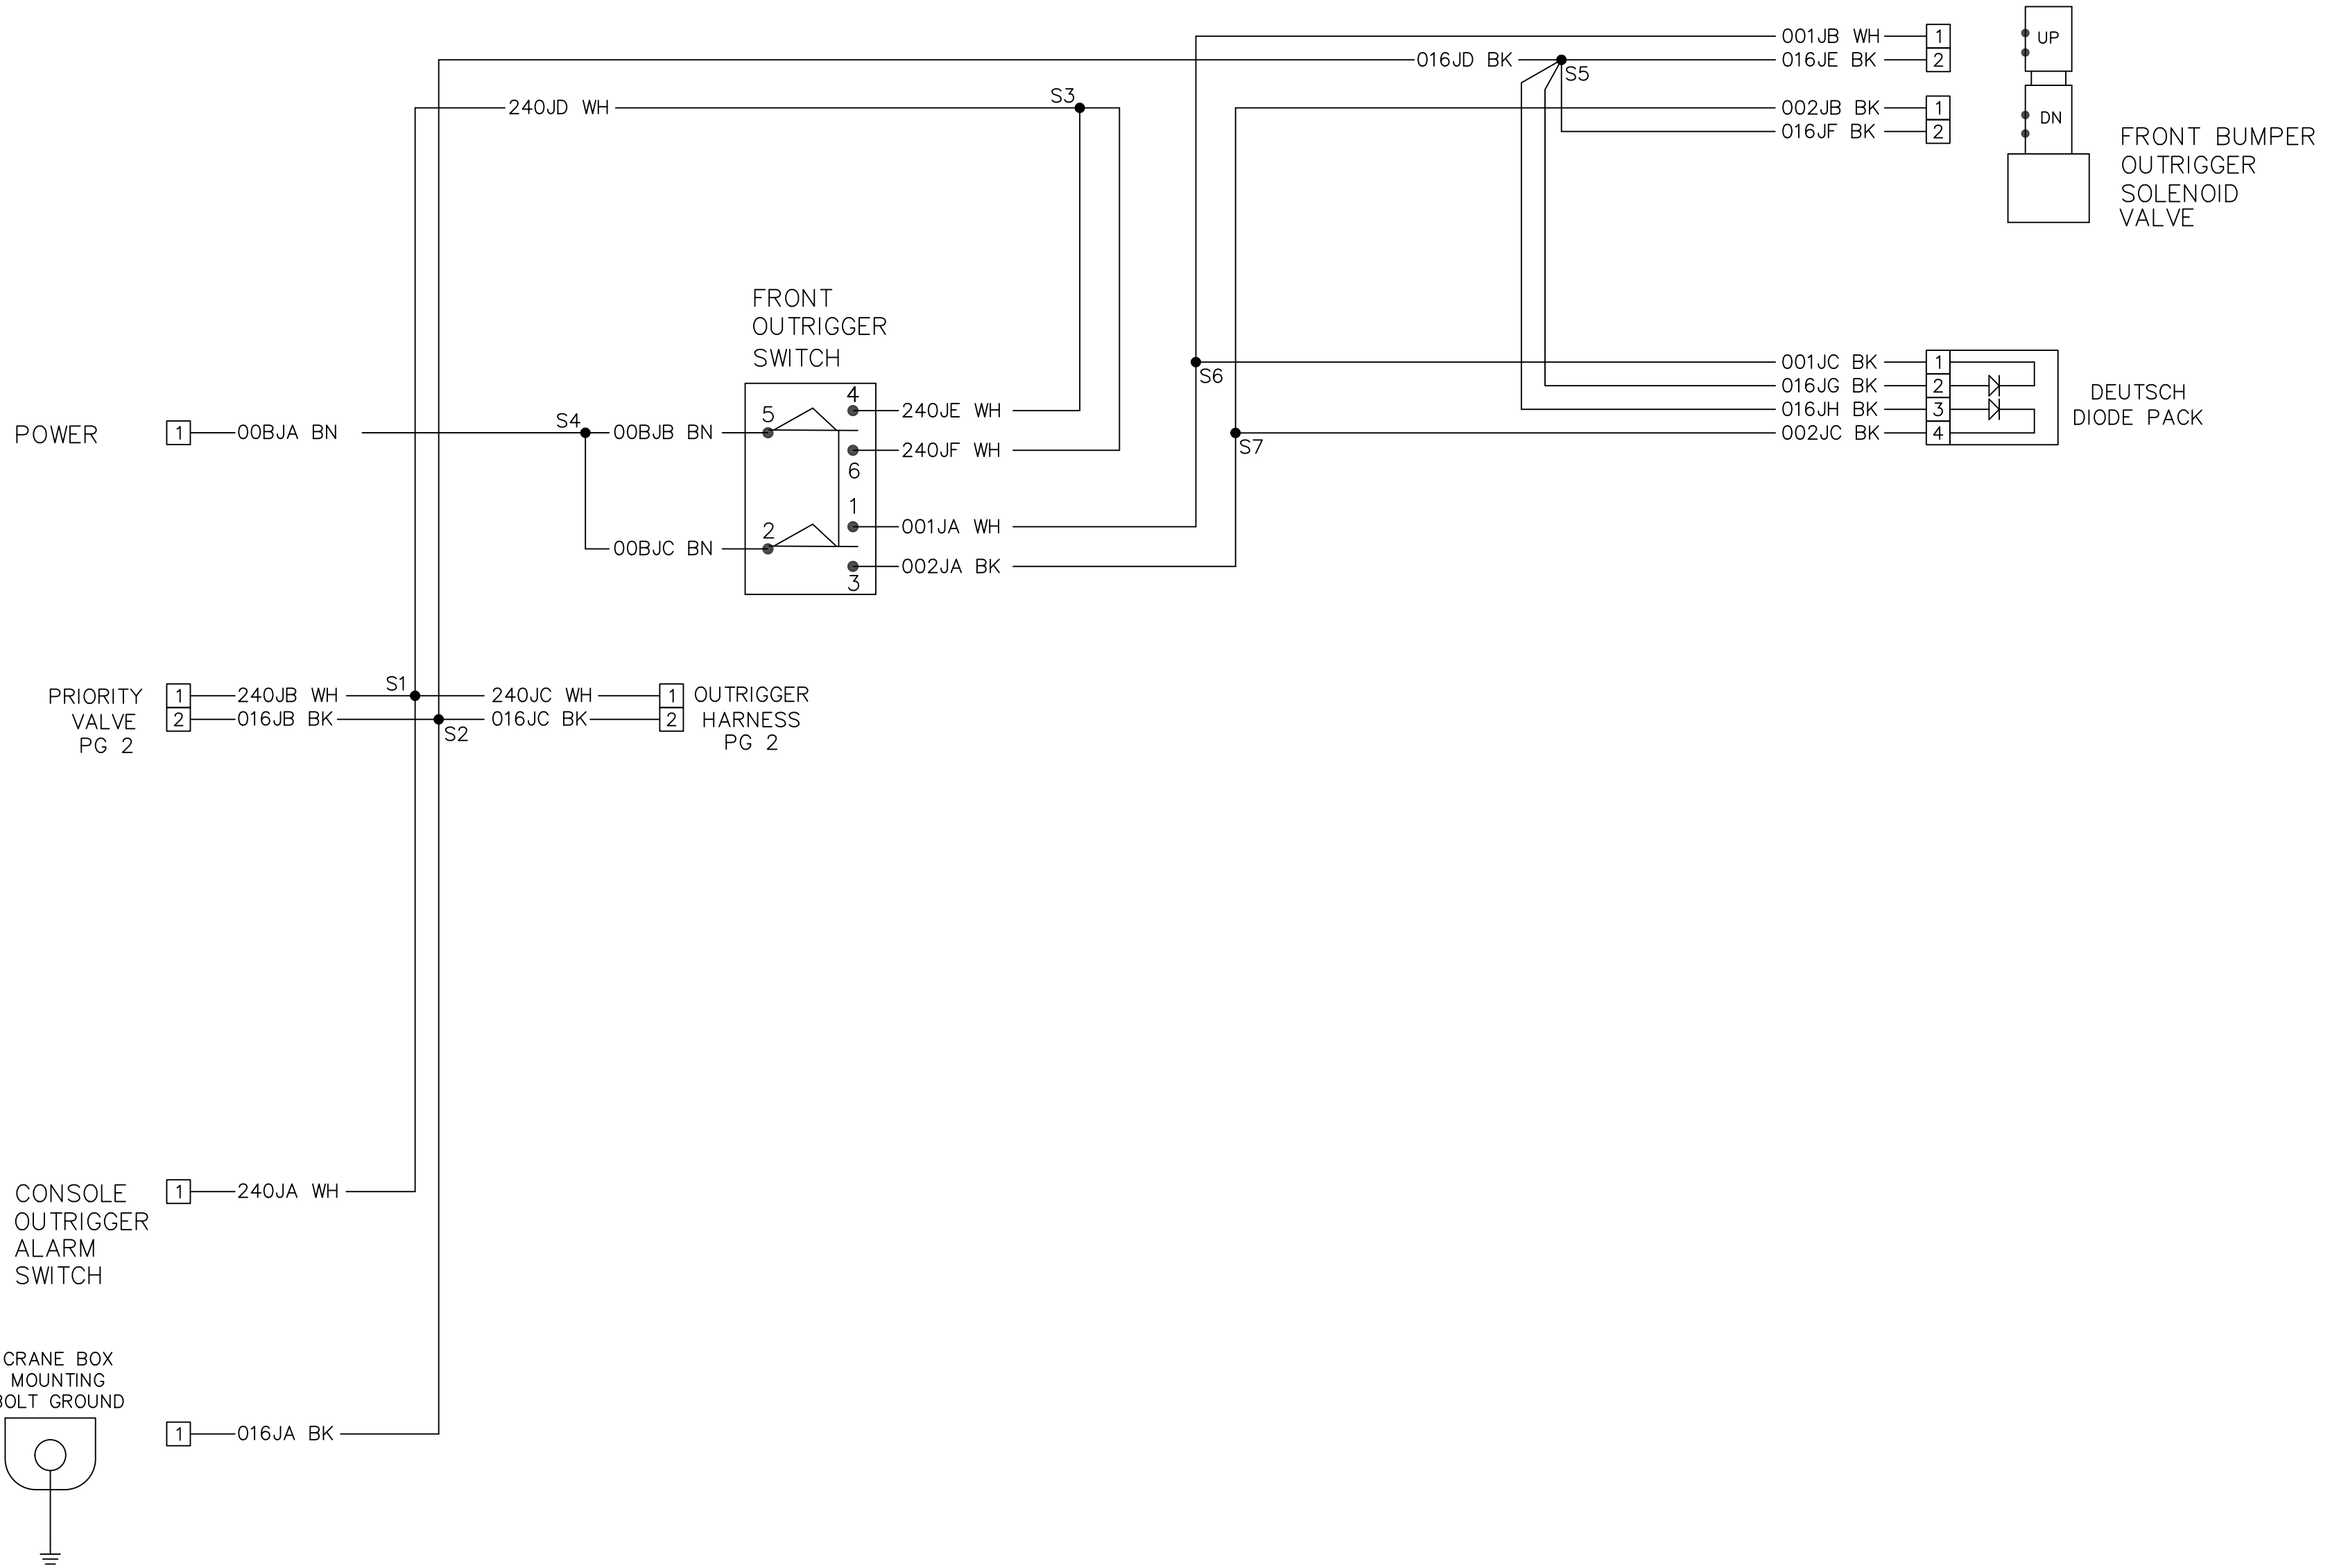 001JB WH
1
016JE BK
2
016JD BK
S5
UP
240JD WH
S3
002JB BK
1
016JF BK
2
DN
FRONT BUMPER
OUTRIGGER
SOLENOID
VALVE
FRONT
OUTRIGGER
SWITCH
001JC BK
1
S6
016JG BK
2
016JH BK
3
002JC BK
4
S7
DEUTSCH
DIODE PACK
POWER
1
00BJA BN
S4
00BJB BN
5
4
240JE WH
240JF WH
6
1
001JA WH
00BJC BN
2
002JA BK
3
PRIORITY
VALVE
PG 2
1
240JB WH
S1
240JC WH
1
2
016JB BK
S2
016JC BK
2
OUTRIGGER
HARNESS
PG 2
CONSOLE
OUTRIGGER
ALARM
SWITCH
1
240JA WH
CRANE BOX
MOUNTING
BOLT GROUND
1
016JA BK